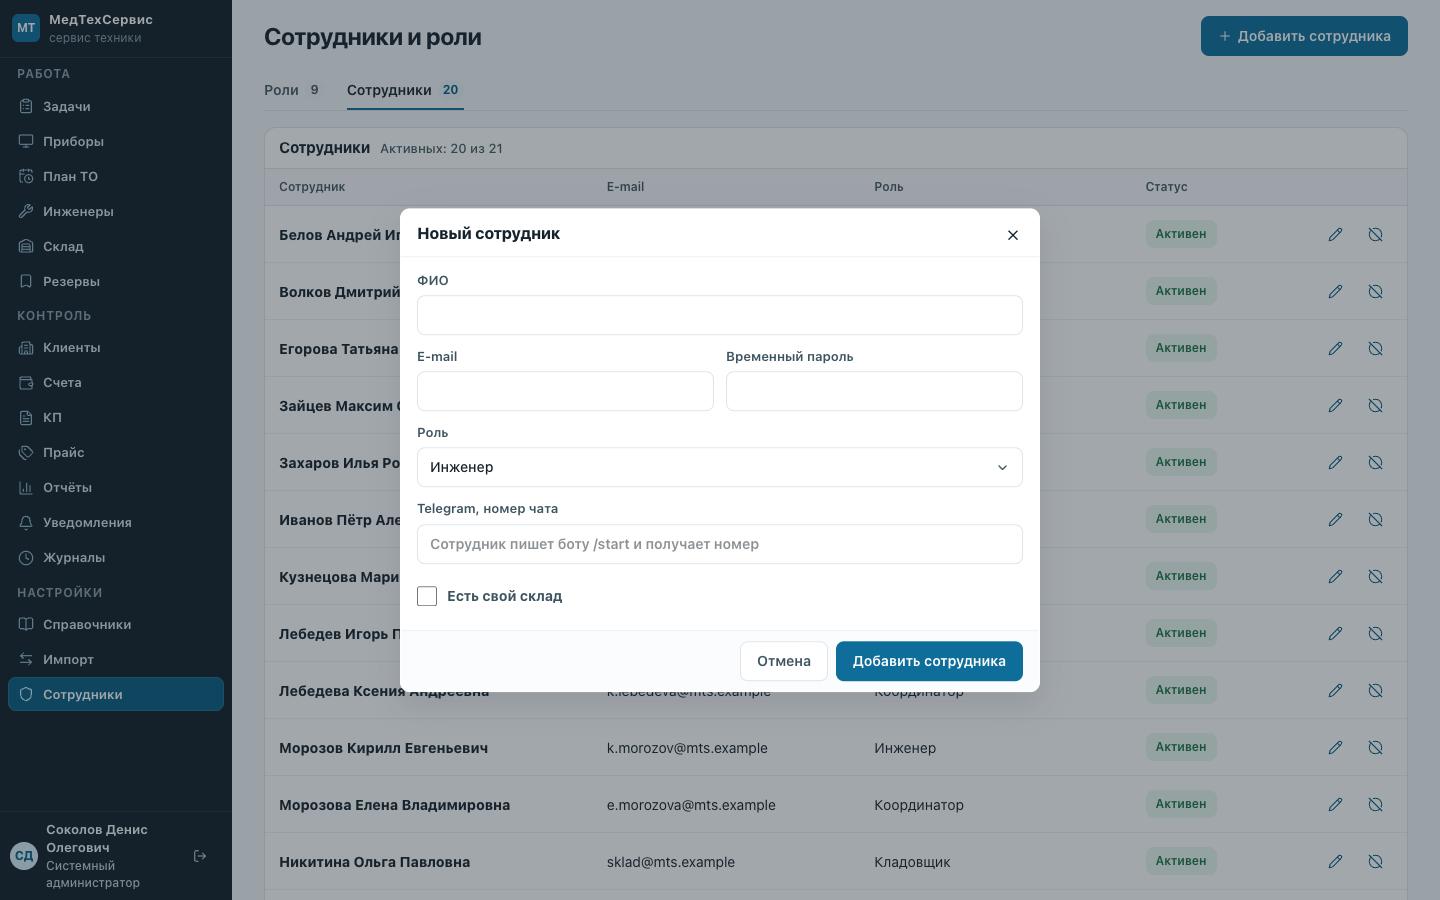 МТ
МедТехСервис
сервис техники
РАБОТА
Задачи
Приборы
План ТО
Инженеры
Склад
Резервы
КОНТРОЛЬ
Клиенты
Счета
КП
Прайс
Отчёты
Уведомления
Журналы
НАСТРОЙКИ
Справочники
Импорт
Сотрудники
СД
Соколов Денис
Олегович
Системный
администратор
Сотрудники и роли
+ Добавить сотрудника
Роли 9 Сотрудники 20
Сотрудники Активных: 20 из 21
Сотрудник E-mail Роль Статус
Белов Андрей Активен
Волков Дмитрий Активен
Егорова Татьяна Активен
Зайцев Максим Активен
Захаров Илья Активен
Иванов Пётр Активен
Кузнецова Активен
Лебедев Игорь Активен
Лебедева Ксения Андреевна k.lebedeva@mts.example Координатор Активен
Морозов Кирилл Евгеньевич k.morozov@mts.example Инженер Активен
Морозова Елена Владимировна e.morozova@mts.example Координатор Активен
Никитина Ольга Павловна sklad@mts.example Кладовщик Активен
Новый сотрудник
ФИО
E-mail Временный пароль
Роль
Инженер
Telegram, номер чата
Сотрудник пишет боту /start и получает номер
Есть свой склад
Отмена Добавить сотрудника